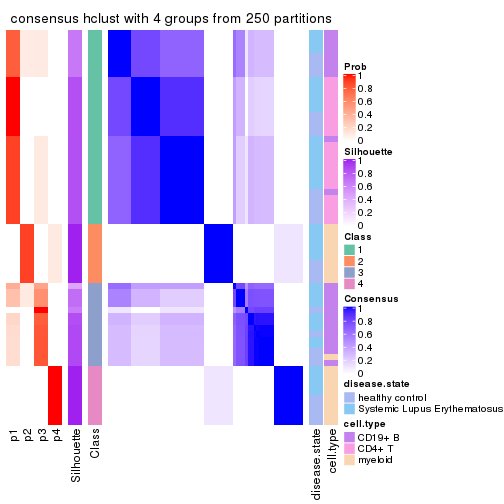 consensus hclust with 4 groups from 250 partitions
Prob
1
0.8
0.6
0.4
0.2
0
Silhouette
1
0.8
0.6
0.4
0.2
0
Class
1
2
3
4
Consensus
1
0.8
0.6
0.4
0.2
0
disease.state
healthy control
Systemic Lupus Erythematosus
cell.type
CD19+ B
CD4+ T
myeloid
p1
p2
p3
p4
Silhouette
Class
disease.state
cell.type